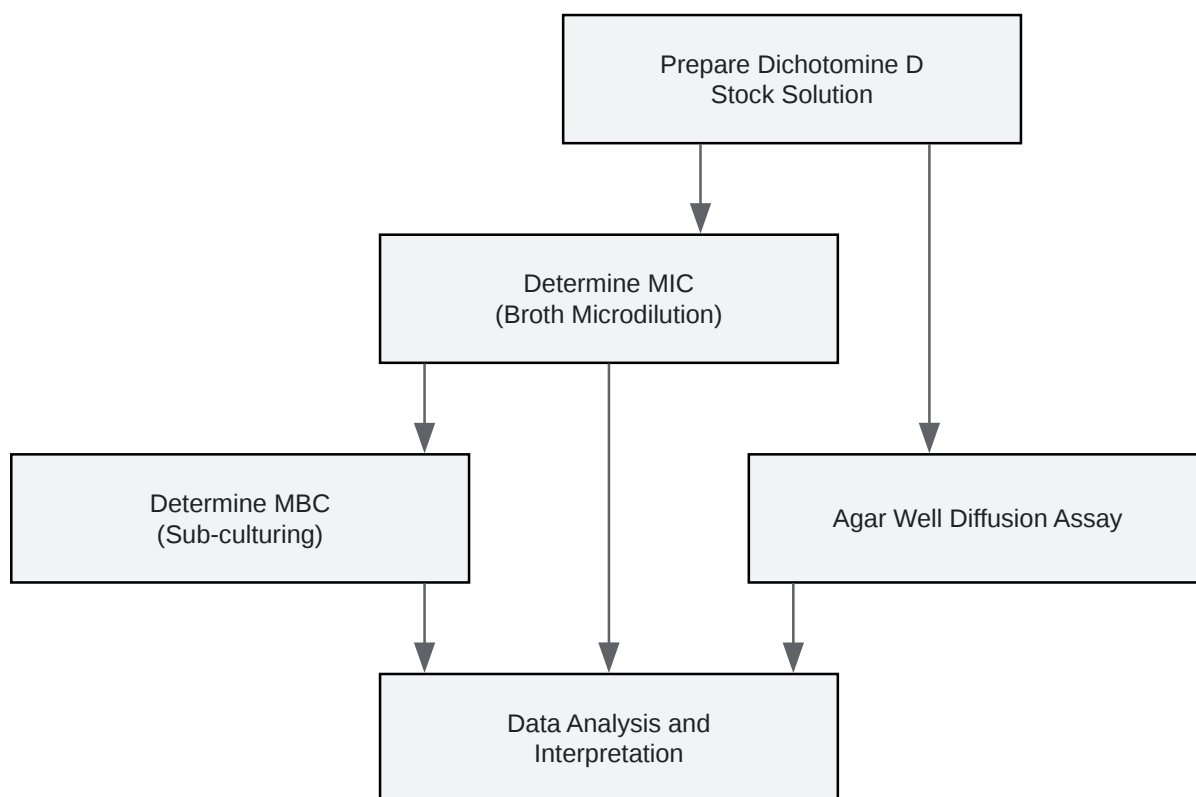 Prepare Dichotomine D
Stock Solution
Determine MIC
(Broth Microdilution)
Determine MBC
(Sub-culturing)
Agar Well Diffusion Assay
Data Analysis and
Interpretation